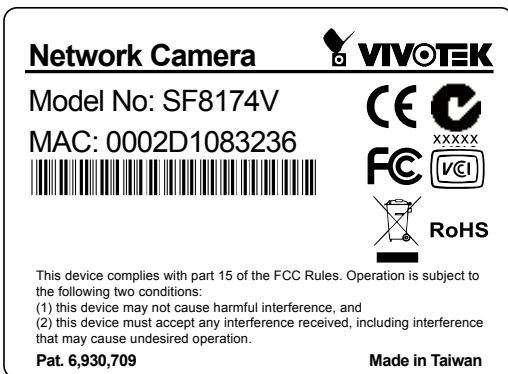 Network Camera
VIVOTEK
Model No: SF8174V
MAC: 0002D1083236
CE
XXXXX
FC
VCI
RoHS
This device complies with part 15 of the FCC Rules. Operation is subject to
the following two conditions:
(1) this device may not cause harmful interference, and
(2) this device must accept any interference received, including interference
that may cause undesired operation.
Pat. 6,930,709
Made in Taiwan